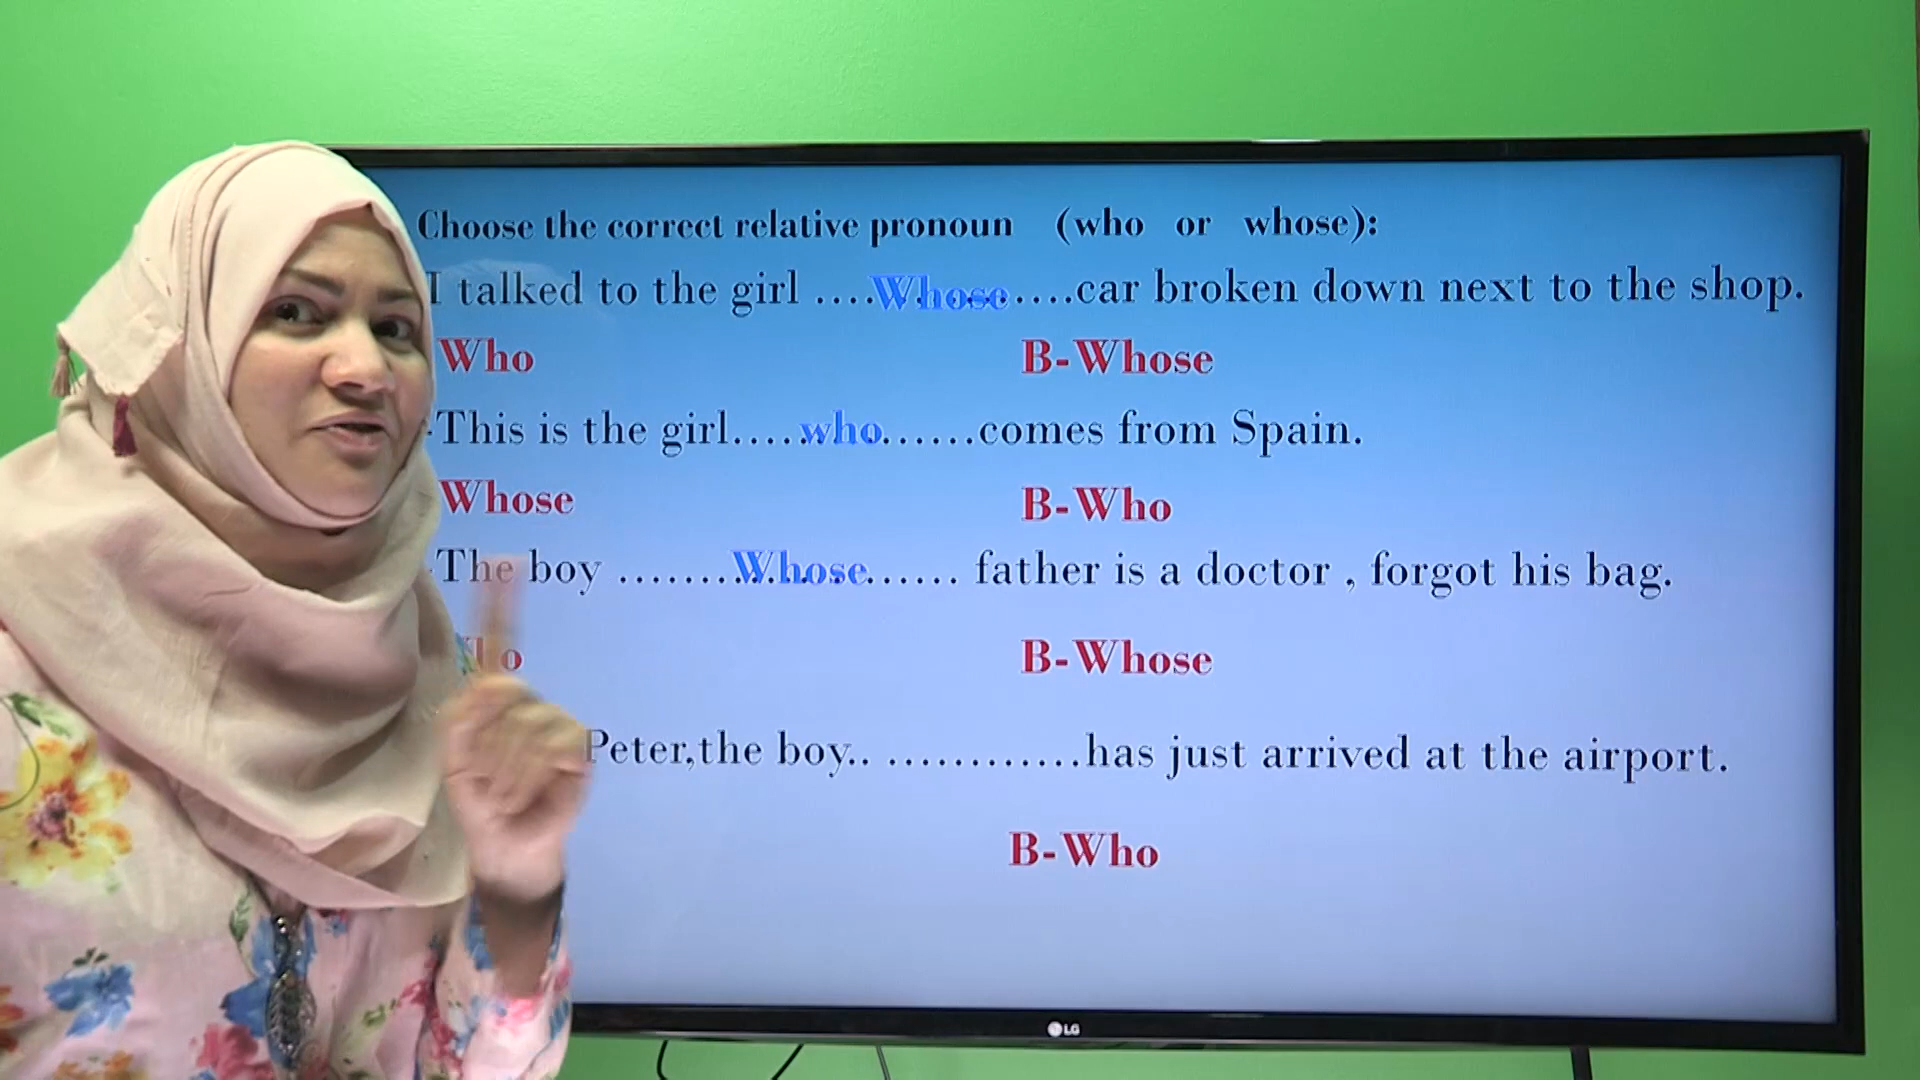 Choose the correct relative pronoun (who or whose):
I talked to the girl ....Whose....car broken down next to the shop.
Who B-Whose
-This is the girl.....who......comes from Spain.
Whose B-Who
-The boy ........Whose...... father is a doctor , forgot his bag.
B-Whose
Peter,the boy.. ............has just arrived at the airport.
B-Who
LG